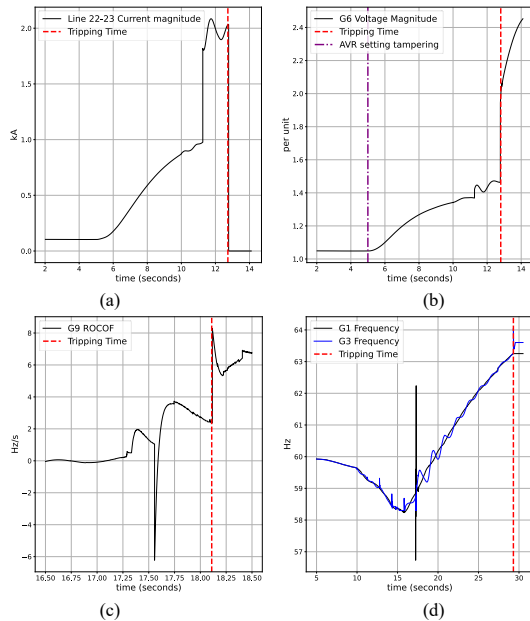 Line 22-23 Current magnitude
Tripping Time
2.0
1.5
1.0
0.5
0.0
kA
2 4 6 8 10 12 14
time (seconds)
(a)
G6 Voltage Magnitude
Tripping Time
AVR setting tampering
2.4
2.2
2.0
1.8
1.6
1.4
1.2
1.0
per unit
2 4 6 8 10 12 14
time (seconds)
(b)
G9 ROCOF
Tripping Time
8
6
4
2
0
−2
−4
−6
Hz/s
16.50 16.75 17.00 17.25 17.50 17.75 18.00 18.25 18.50
time (seconds)
(c)
G1 Frequency
G3 Frequency
Tripping Time
64
63
62
61
60
59
58
57
Hz
5 10 15 20 25 30
time (seconds)
(d)